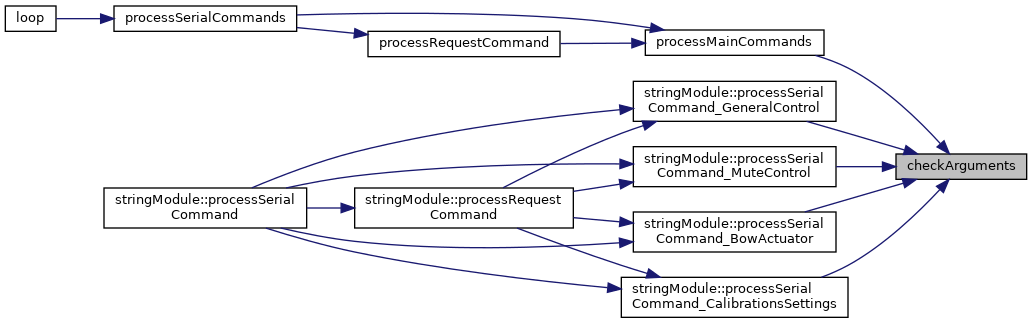 loop
processSerialCommands
processRequestCommand
processMainCommands
stringModule::processSerial
Command_GeneralControl
stringModule::processSerial
Command_MuteControl
checkArguments
stringModule::processSerial
Command
stringModule::processRequest
Command
stringModule::processSerial
Command_BowActuator
stringModule::processSerial
Command_CalibrationsSettings